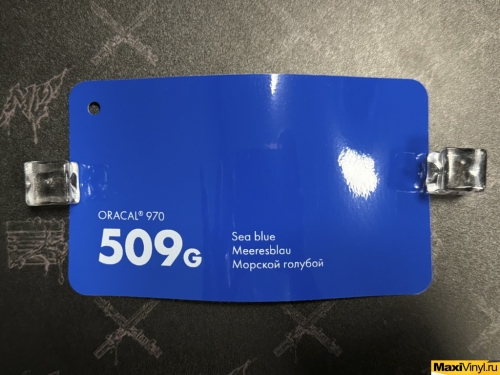 ORACAL® 970
509G
Sea blue
Meeresblau
Морской голубой
MaxiVinyl.ru